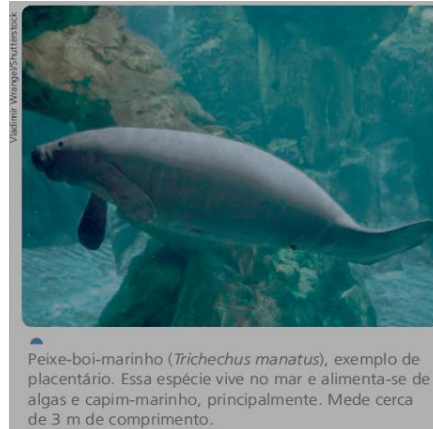 Vladimir Wrangel/Shutterstock
Peixe-boi-marinho (Trichechus manatus), exemplo de
placentário. Essa espécie vive no mar e alimenta-se de
algas e capim-marinho, principalmente. Mede cerca
de 3 m de comprimento.